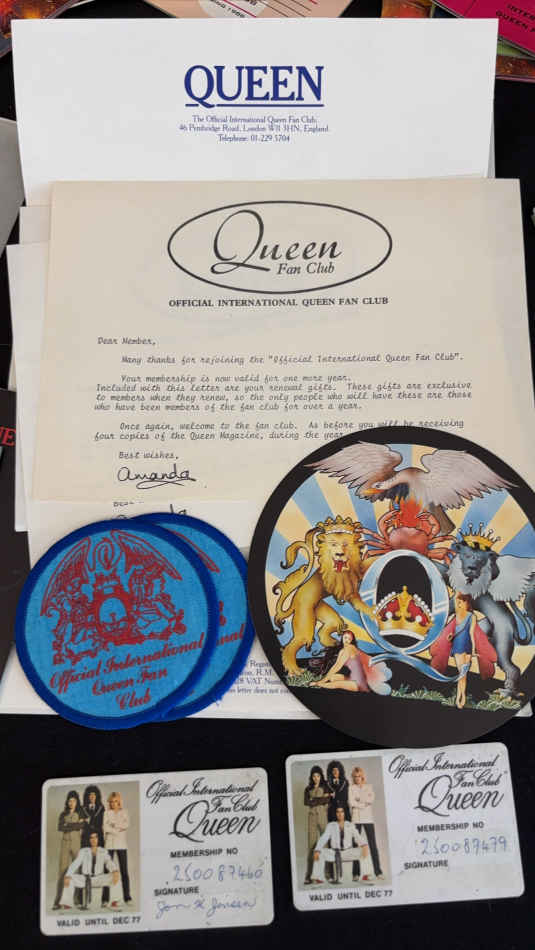 QUEEN
The Official International Queen Fan Club
46 Pembridge Road, London W11 3HN, England.
Telephone: 01-229 5704
Queen
Fan Club
OFFICIAL INTERNATIONAL QUEEN FAN CLUB
Dear Member,
Many thanks for rejoining the "Official International Queen Fan Club".
Your membership is now valid for one more year.
Included with this letter are your renewal gifts. These gifts are exclusive
to members when they renew, so the only people who will have these are those
who have been members of the fan club for over a year.
Once again, welcome to the fan club. As before you will be receiving
four copies of the Queen Magazine, during the year
Best wishes,
Amanda
Official International
Queen Fan
Club
VAT
letter does not
Official International
Fan Club
Queen
MEMBERSHIP NO
250087460
SIGNATURE
VALID UNTIL DEC 77
Official International
Fan Club
Queen
MEMBERSHIP NO
250087479
SIGNATURE
VALID UNTIL DEC 77